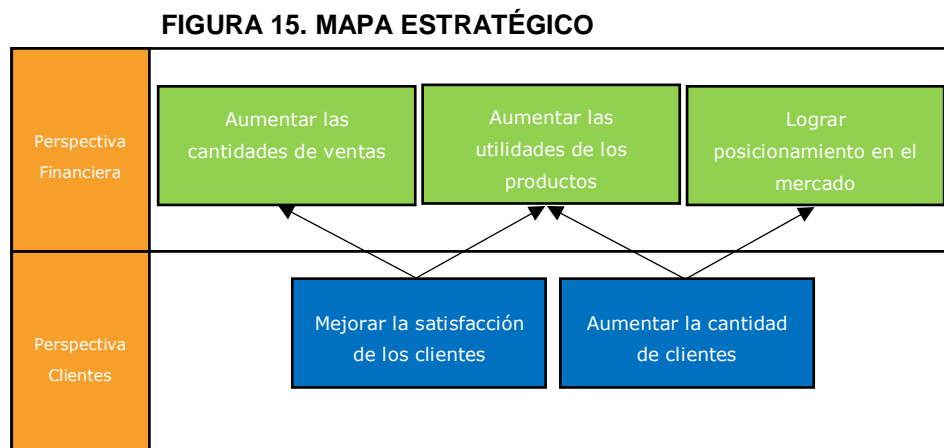 FIGURA 15. MAPA ESTRATÉGICO
Perspectiva
Financiera
Aumentar las
cantidades de ventas
Aumentar las
utilidades de los
productos
Lograr
posicionamiento en el
mercado
Perspectiva
Clientes
Mejorar la satisfacción
de los clientes
Aumentar la cantidad
de clientes